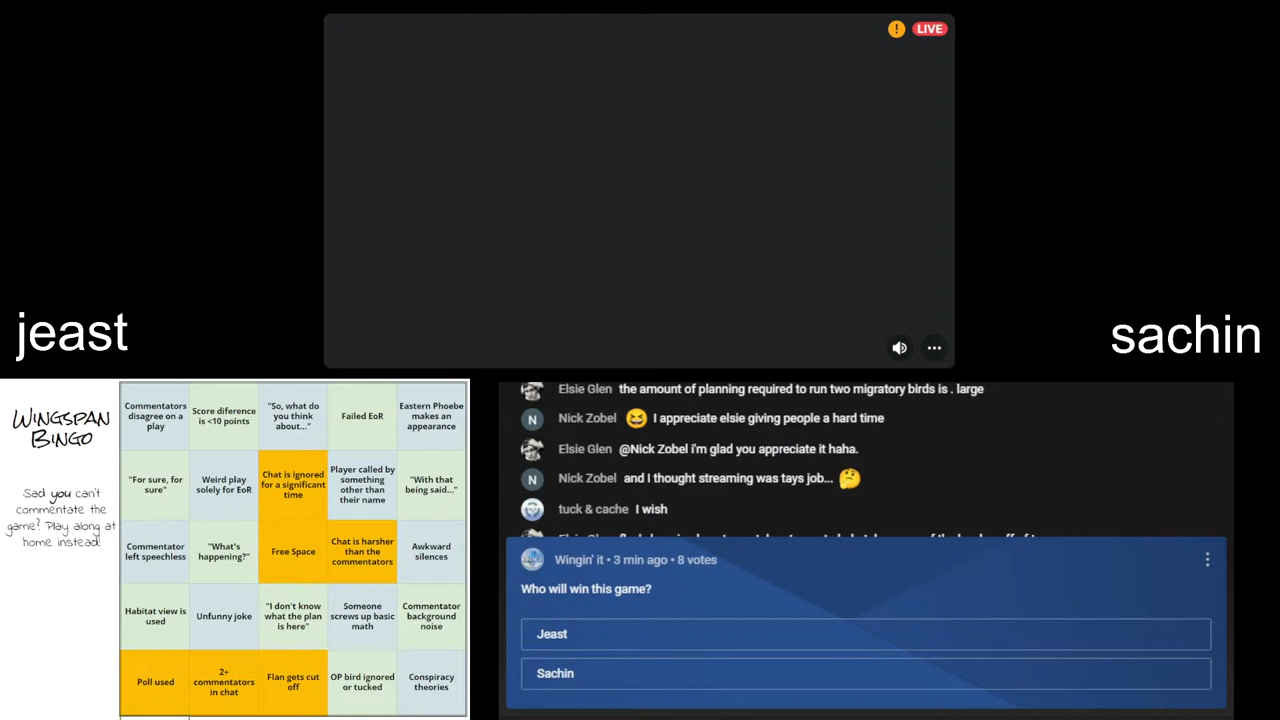 ! LIVE
jeast
sachin
WINGSPAN
BINGO
Sad you can't
commentate the
game? Play along at
home instead!
Commentators
disagree on a
play
Score diference
is <10 points
"So, what do
you think
about..."
Failed EoR
Eastern Phoebe
makes an
appearance
"For sure, for
sure"
Weird play
solely for EoR
Chat is ignored
for a significant
time
Player called by
something
other than
their name
"With that
being said..."
Commentator
left speechless
"What's
happening?"
Free Space
Chat is harsher
than the
commentators
Awkward
silences
Habitat view is
used
Unfunny joke
"I don't know
what the plan
is here"
Someone
screws up basic
math
Commentator
background
noise
Poll used
2+
commentators
in chat
Flan gets cut
off
OP bird ignored
or tucked
Conspiracy
theories
Elsie Glen the amount of planning required to run two migratory birds is . large
N Nick Zobel I appreciate elsie giving people a hard time
Elsie Glen @Nick Zobel i'm glad you appreciate it haha.
N Nick Zobel and I thought streaming was tays job...
tuck & cache I wish
Wingin' it • 3 min ago • 8 votes
Who will win this game?
Jeast
Sachin